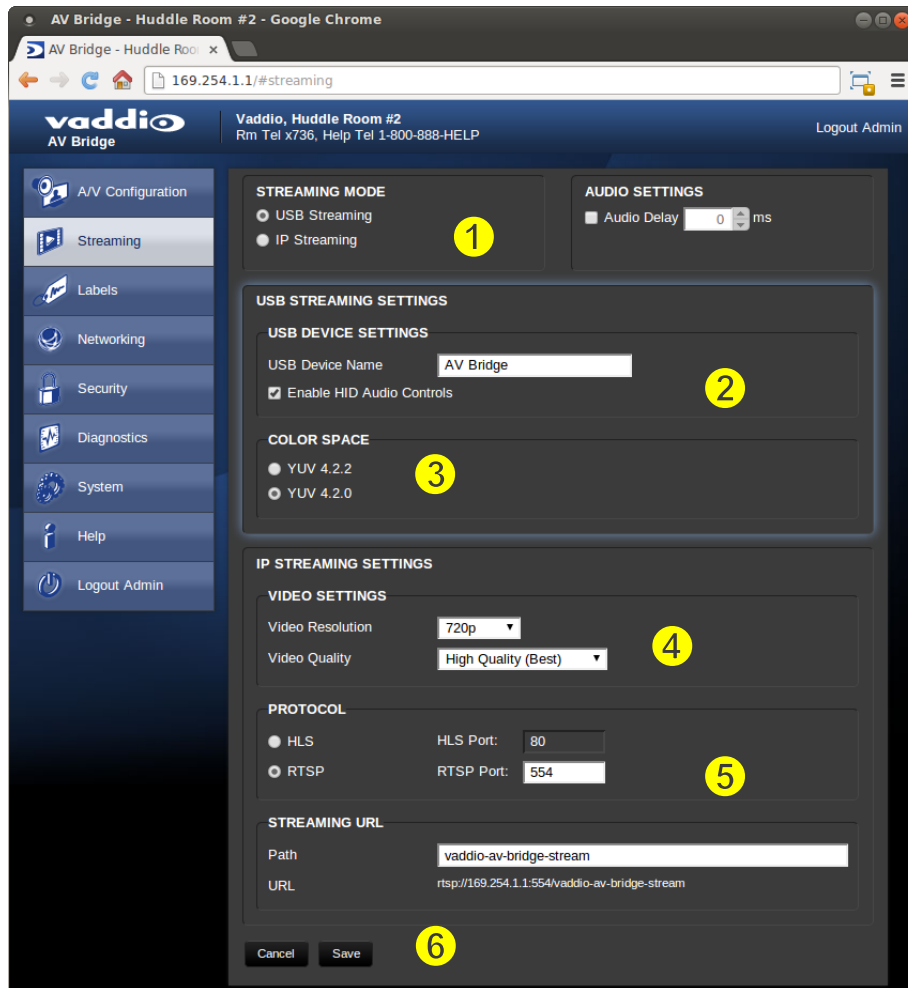 AV Bridge - Huddle Room #2 - Google Chrome
AV Bridge - Huddle Roo
169.254.1.1/#streaming
vaddio
AV Bridge
Vaddio, Huddle Room #2
Rm Tel x736, Help Tel 1-800-888-HELP
Logout Admin
A/V Configuration
Streaming
Labels
Networking
Security
Diagnostics
System
Help
Logout Admin
STREAMING MODE
USB Streaming
IP Streaming
1
AUDIO SETTINGS
Audio Delay 0 ms
USB STREAMING SETTINGS
USB DEVICE SETTINGS
USB Device Name AV Bridge
Enable HID Audio Controls
2
COLOR SPACE
YUV 4.2.2
YUV 4.2.0
3
IP STREAMING SETTINGS
VIDEO SETTINGS
Video Resolution 720p
Video Quality High Quality (Best)
4
PROTOCOL
HLS HLS Port: 80
RTSP RTSP Port: 554
5
STREAMING URL
Path vaddio-av-bridge-stream
URL rtsp://169.254.1.1:554/vaddio-av-bridge-stream
Cancel Save
6